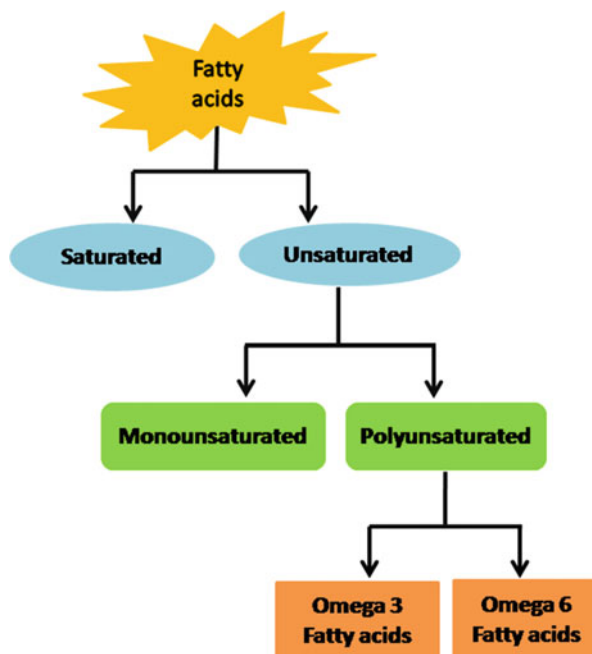 Fatty
acids
Saturated
Unsaturated
Monounsaturated
Polyunsaturated
Omega 3
Fatty acids
Omega 6
Fatty acids